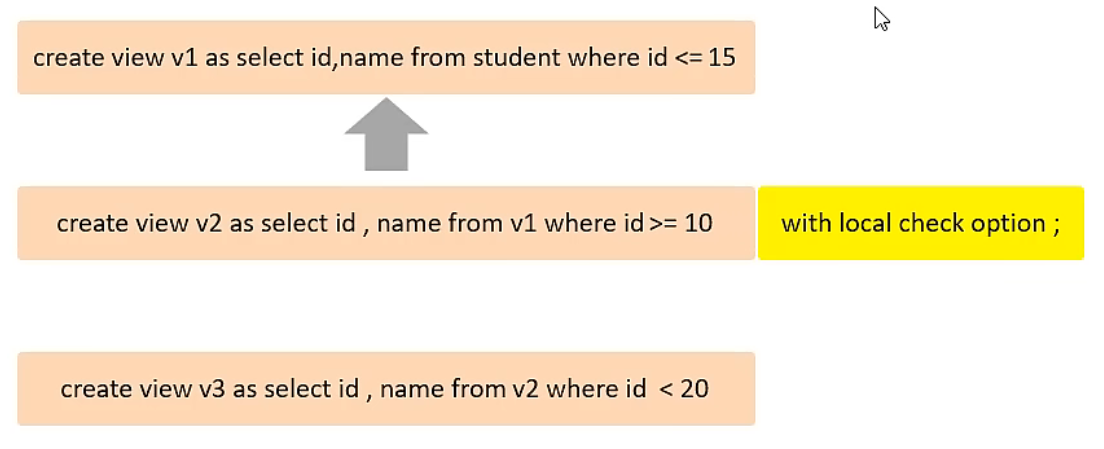 create view v1 as select id,name from student where id <= 15
create view v2 as select id , name from v1 where id >= 10 with local check option ;
create view v3 as select id , name from v2 where id < 20